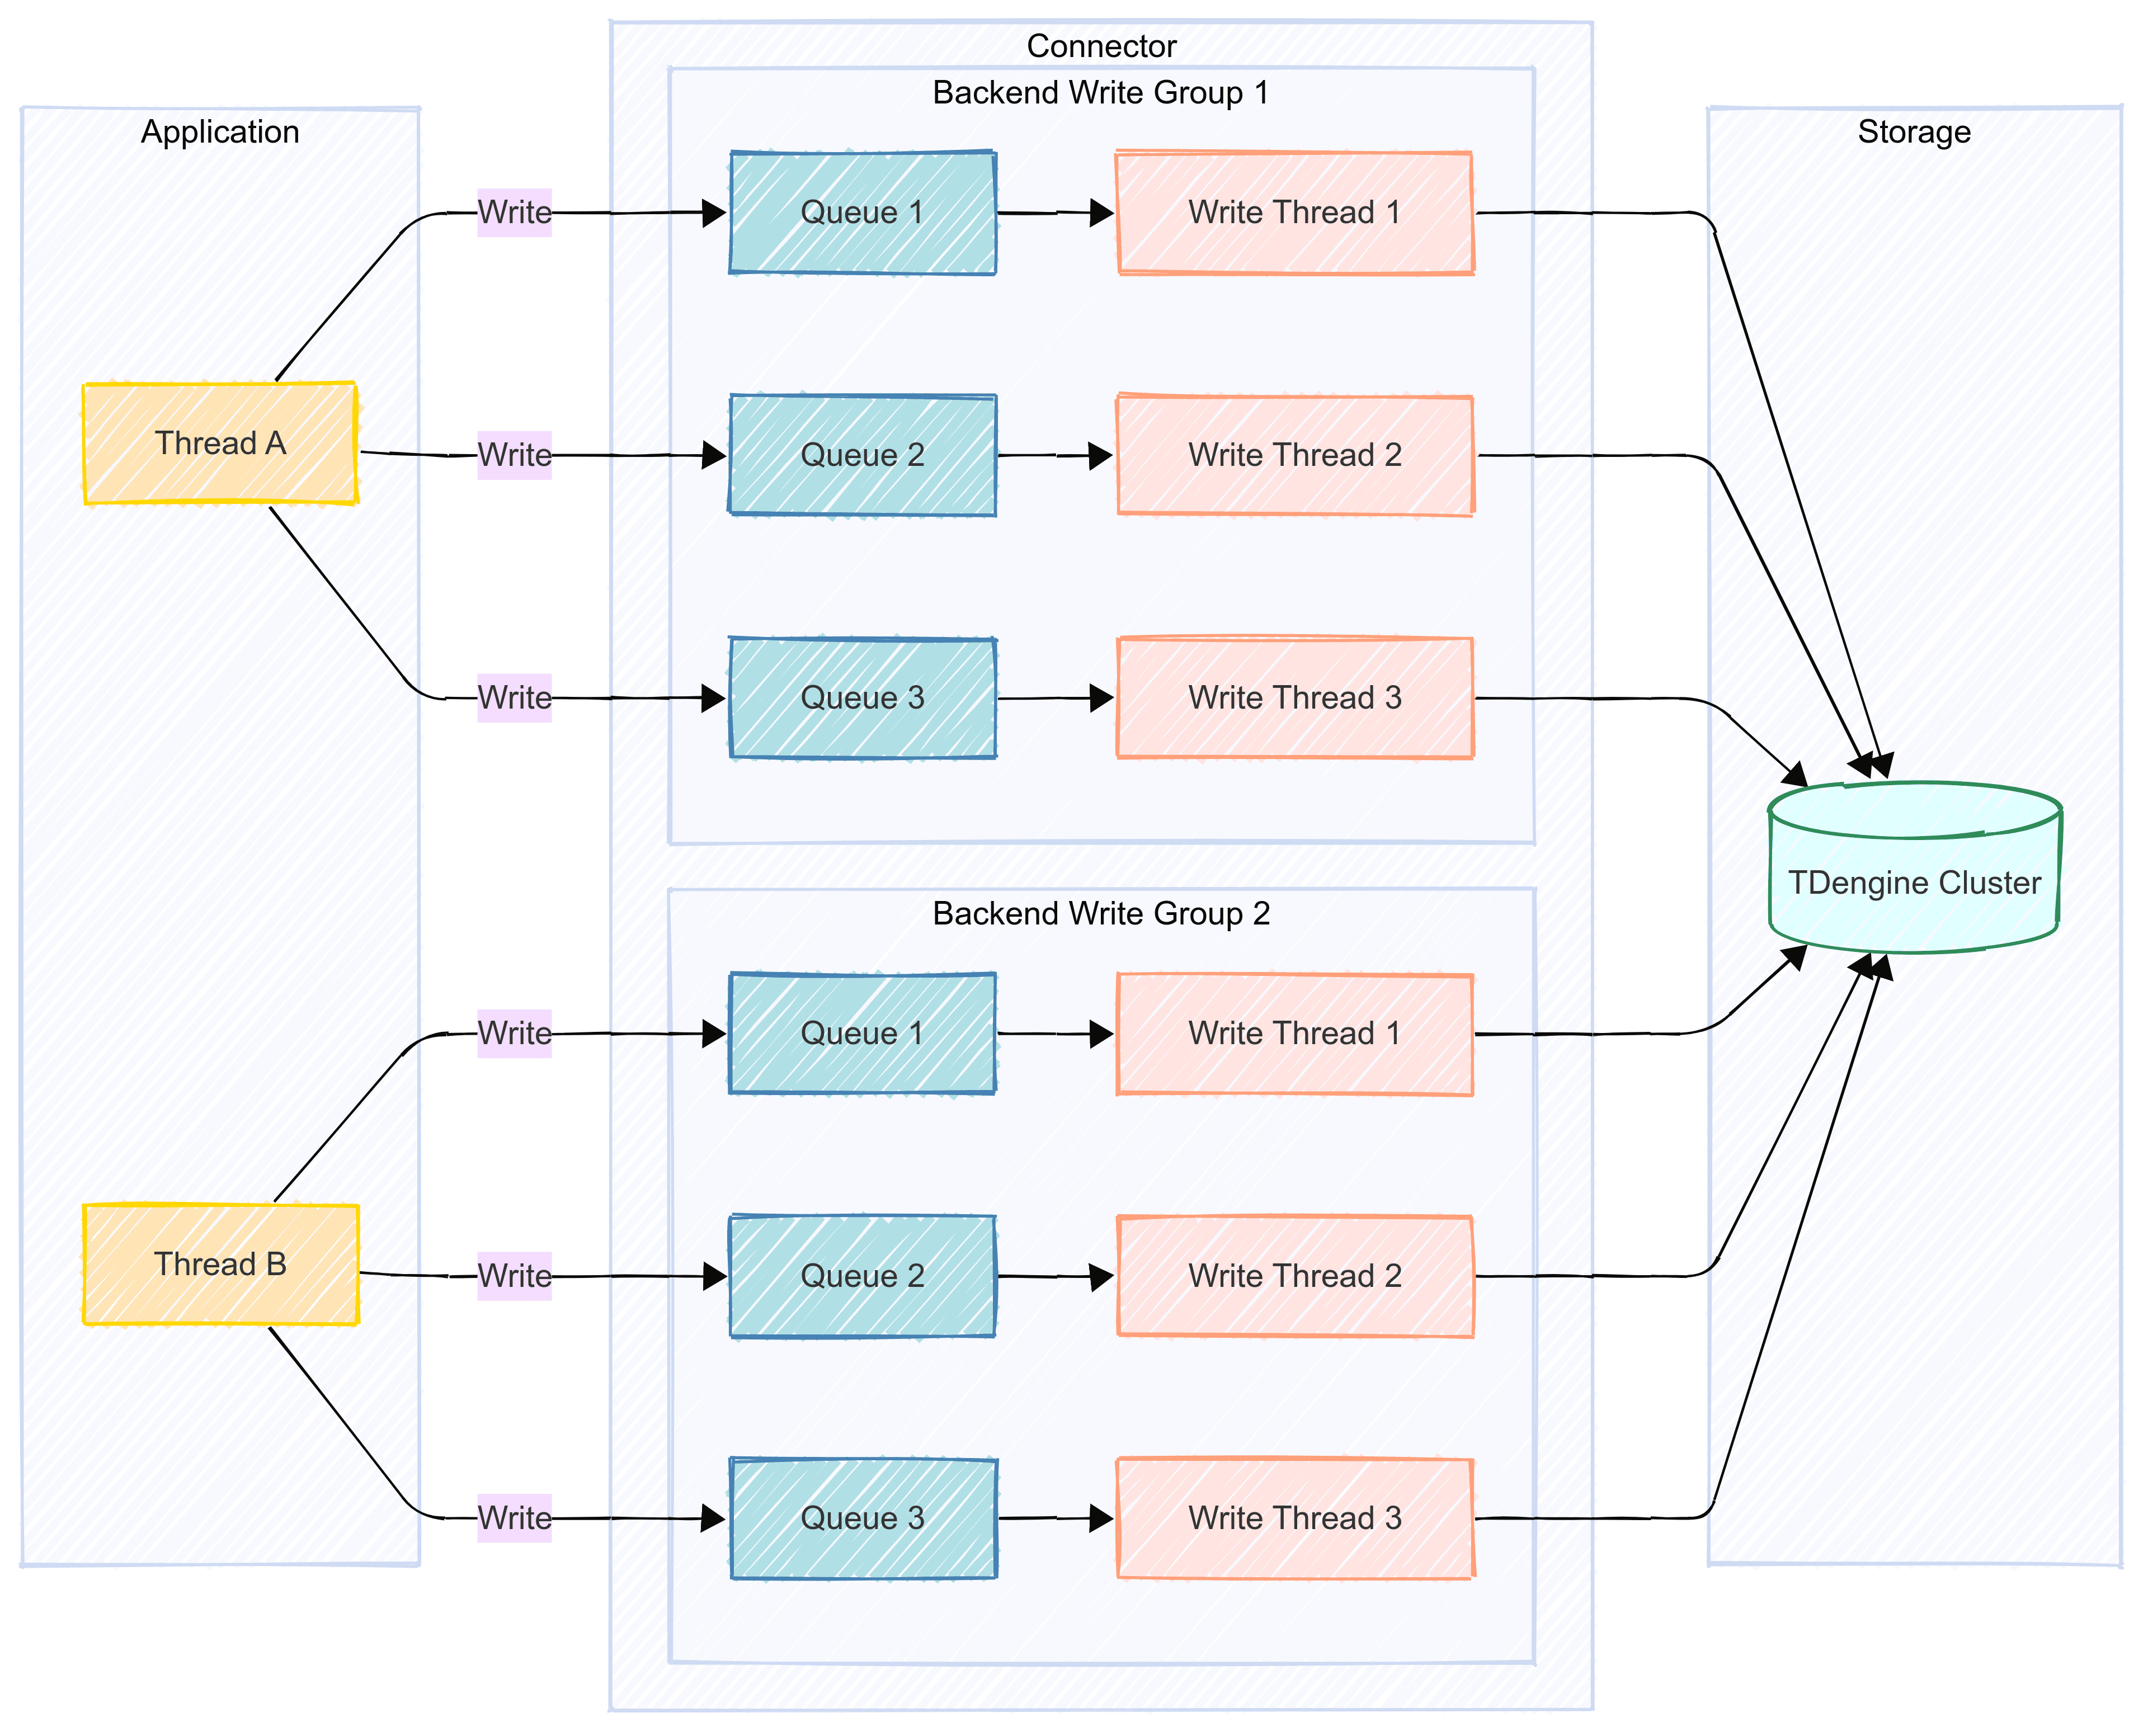 Connector
Backend Write Group 1
Application
Storage
Write
Queue 1
Write Thread 1
Thread A
Write
Queue 2
Write Thread 2
Write
Queue 3
Write Thread 3
TDengine Cluster
Backend Write Group 2
Write
Queue 1
Write Thread 1
Thread B
Write
Queue 2
Write Thread 2
Write
Queue 3
Write Thread 3